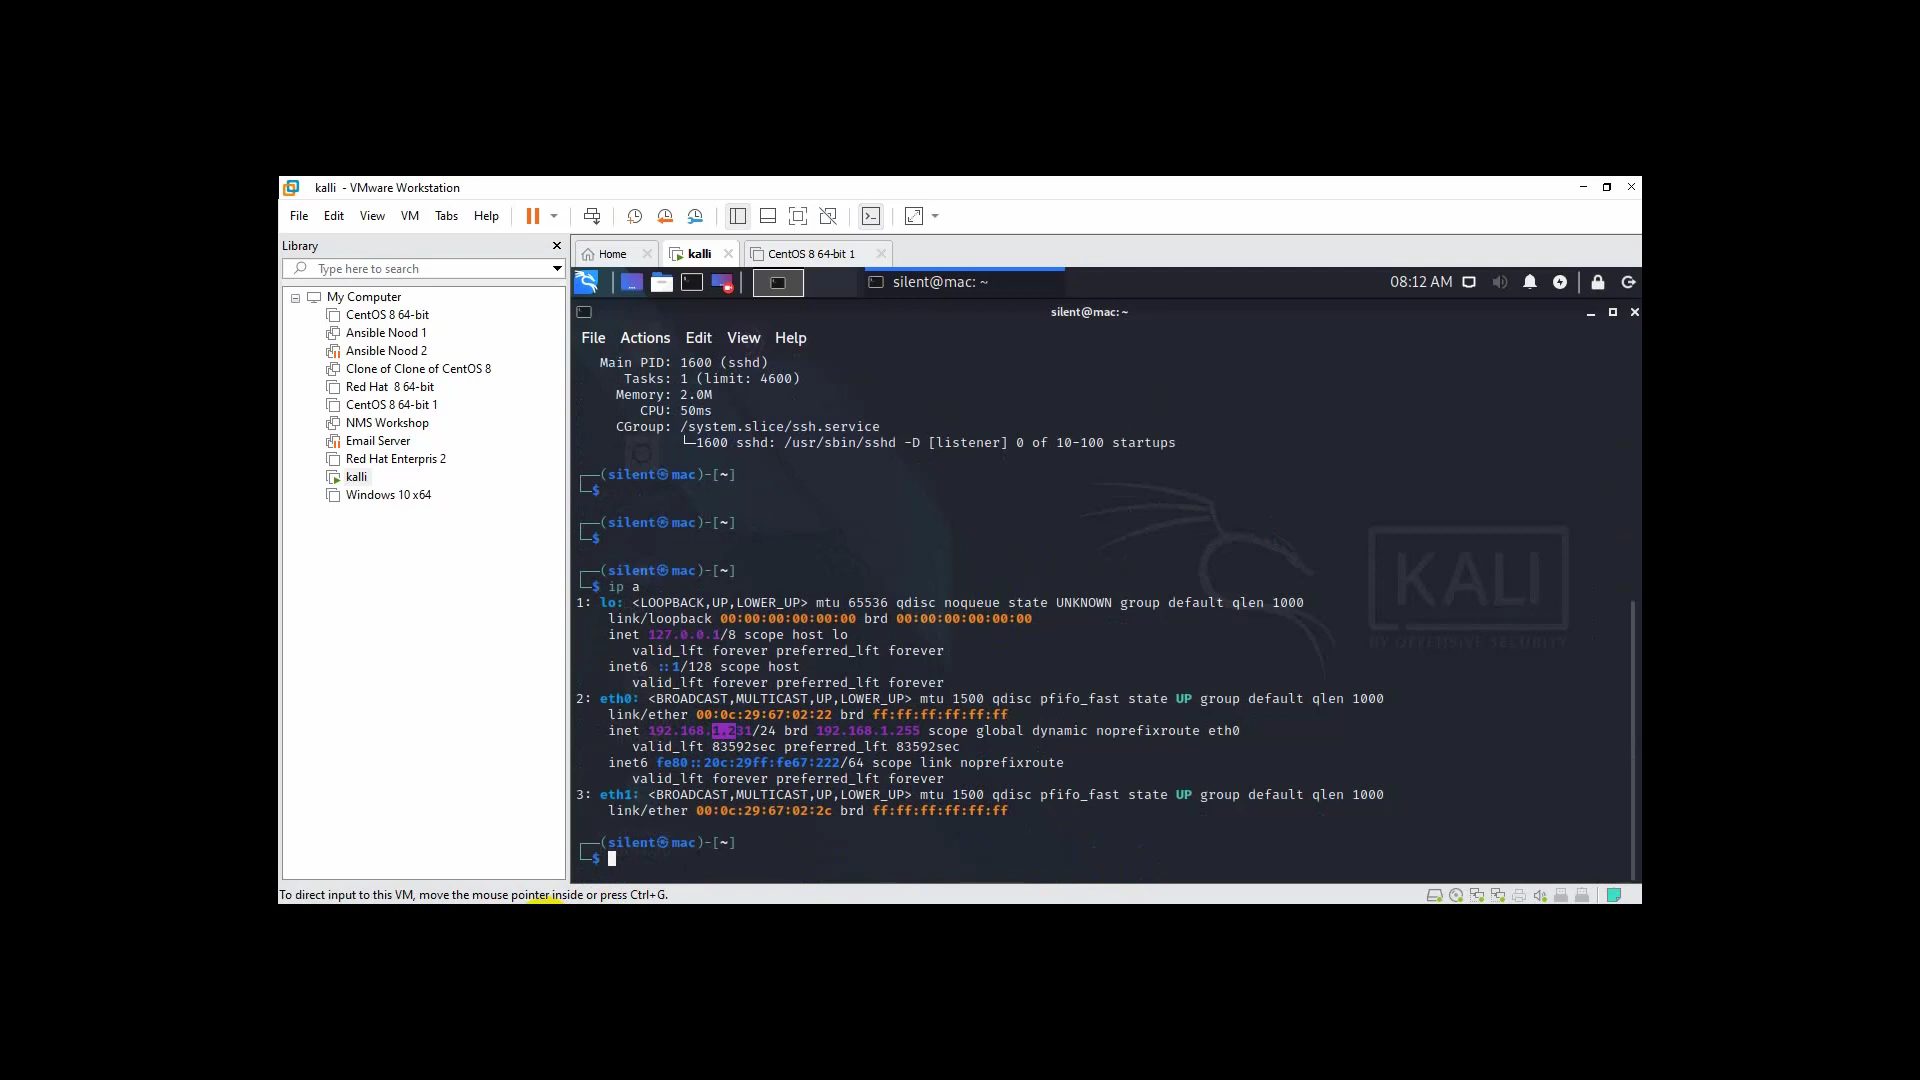 kalli - VMware Workstation
File Edit View VM Tabs Help
Library
Type here to search
My Computer
CentOS 8 64-bit
Ansible Nood 1
Ansible Nood 2
Clone of Clone of CentOS 8
Red Hat 8 64-bit
CentOS 8 64-bit 1
NMS Workshop
Email Server
Red Hat Enterpris 2
kalli
Windows 10 x64
Home kalli CentOS 8 64-bit 1
silent@mac: ~ 08:12 AM
silent@mac: ~
File Actions Edit View Help
Main PID: 1600 (sshd)
Tasks: 1 (limit: 4600)
Memory: 2.0M
CPU: 50ms
CGroup: /system.slice/ssh.service
└─1600 sshd: /usr/sbin/sshd -D [listener] 0 of 10-100 startups
┌──(silent㉿mac)-[~]
└─$
┌──(silent㉿mac)-[~]
└─$
┌──(silent㉿mac)-[~]
└─$ ip a
1: lo: <LOOPBACK,UP,LOWER_UP> mtu 65536 qdisc noqueue state UNKNOWN group default qlen 1000
link/loopback 00:00:00:00:00:00 brd 00:00:00:00:00:00
inet 127.0.0.1/8 scope host lo
valid_lft forever preferred_lft forever
inet6 ::1/128 scope host
valid_lft forever preferred_lft forever
2: eth0: <BROADCAST,MULTICAST,UP,LOWER_UP> mtu 1500 qdisc pfifo_fast state UP group default qlen 1000
link/ether 00:0c:29:67:02:22 brd ff:ff:ff:ff:ff:ff
inet 192.168.1.231/24 brd 192.168.1.255 scope global dynamic noprefixroute eth0
valid_lft 83592sec preferred_lft 83592sec
inet6 fe80::20c:29ff:fe67:222/64 scope link noprefixroute
valid_lft forever preferred_lft forever
3: eth1: <BROADCAST,MULTICAST,UP,LOWER_UP> mtu 1500 qdisc pfifo_fast state UP group default qlen 1000
link/ether 00:0c:29:67:02:2c brd ff:ff:ff:ff:ff:ff
┌──(silent㉿mac)-[~]
└─$
KALI
BY OFFENSIVE SECURITY
To direct input to this VM, move the mouse pointer inside or press Ctrl+G.